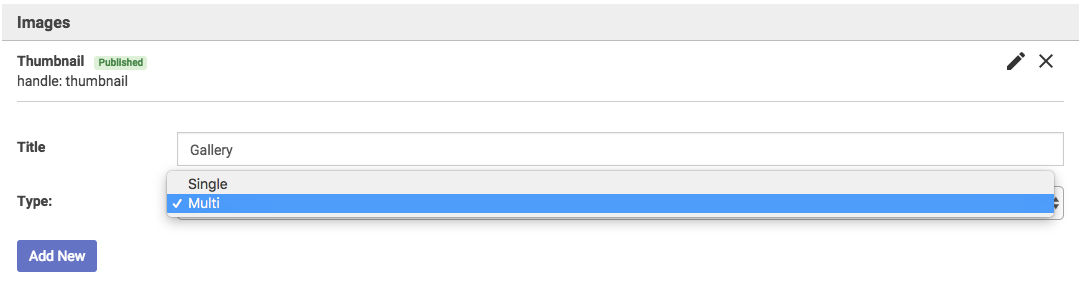 Images
Thumbnail Published
handle: thumbnail
Title Gallery
Single
Type: ✓ Multi
Add New